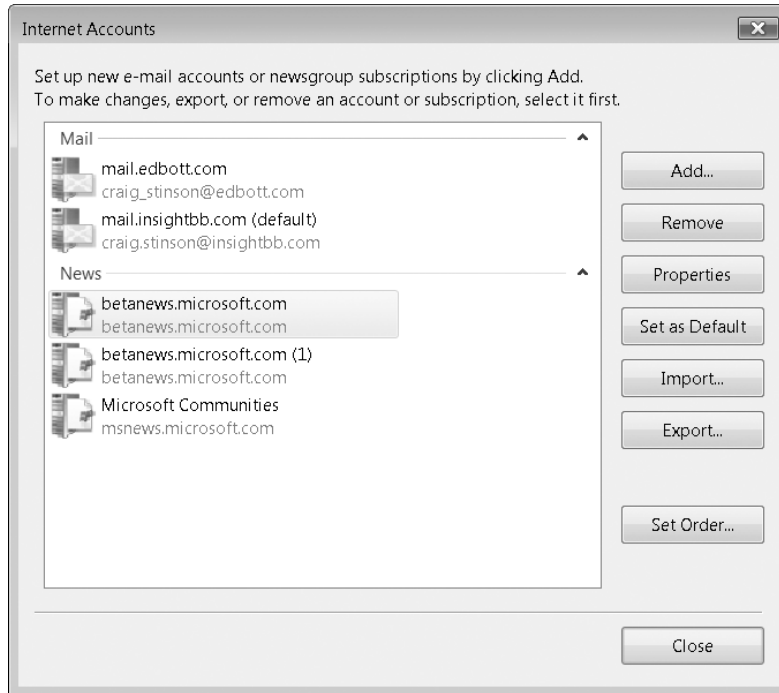 Internet Accounts
Set up new e-mail accounts or newsgroup subscriptions by clicking Add.
To make changes, export, or remove an account or subscription, select it first.
Mail
mail.edbott.com
craig_stinson@edbott.com
mail.insightbb.com (default)
craig.stinson@insightbb.com
News
betanews.microsoft.com
betanews.microsoft.com
betanews.microsoft.com (1)
betanews.microsoft.com
Microsoft Communities
msnews.microsoft.com
Add...
Remove
Properties
Set as Default
Import...
Export...
Set Order...
Close